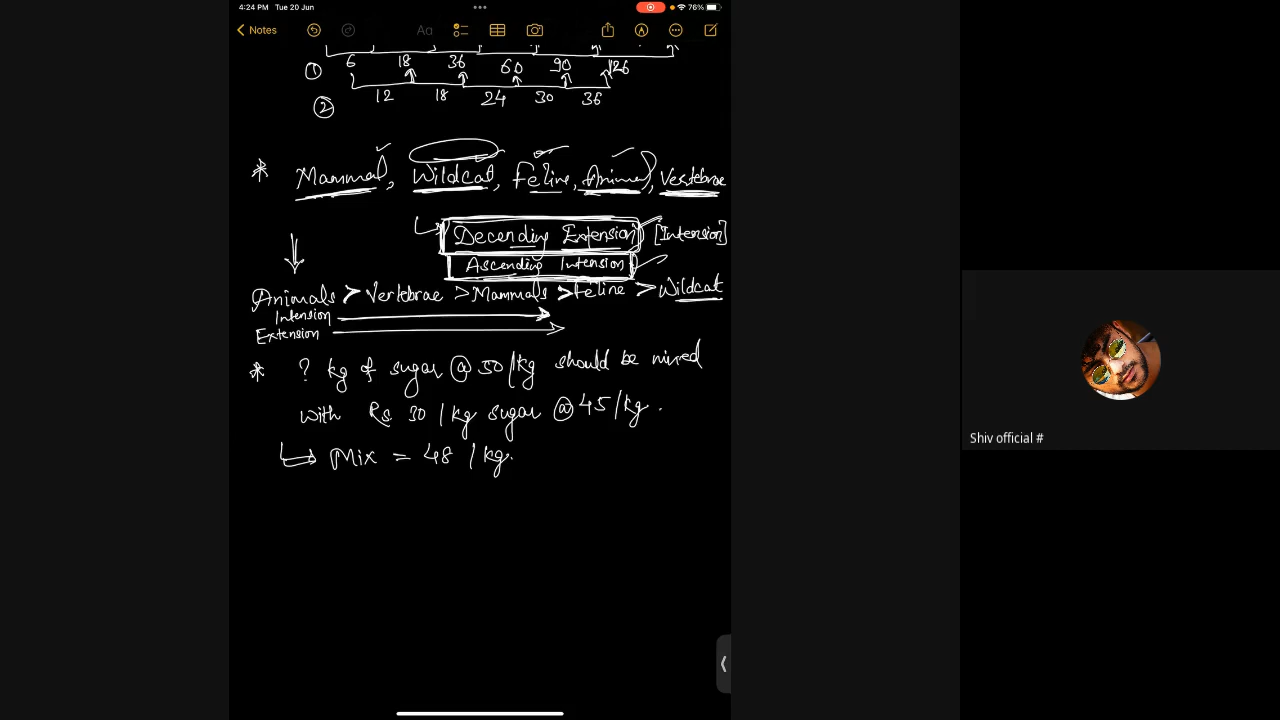 4:24 PM Tue 20 Jun
76%
Notes
Aa
① 6 18 36 60 90 126
② 12 18 24 30 36
* Mammal, Wildcat, Feline, Animal, Vertebrae
Decending Extension [Intension]
Ascending Intension
Animals > Vertebrae > Mammals > Feline > Wildcat
Intension
Extension
* ? kg of sugar @ 50/kg should be mixed
with Rs. 30/kg sugar @ 45/kg.
Mix = 48/kg.
Shiv official #